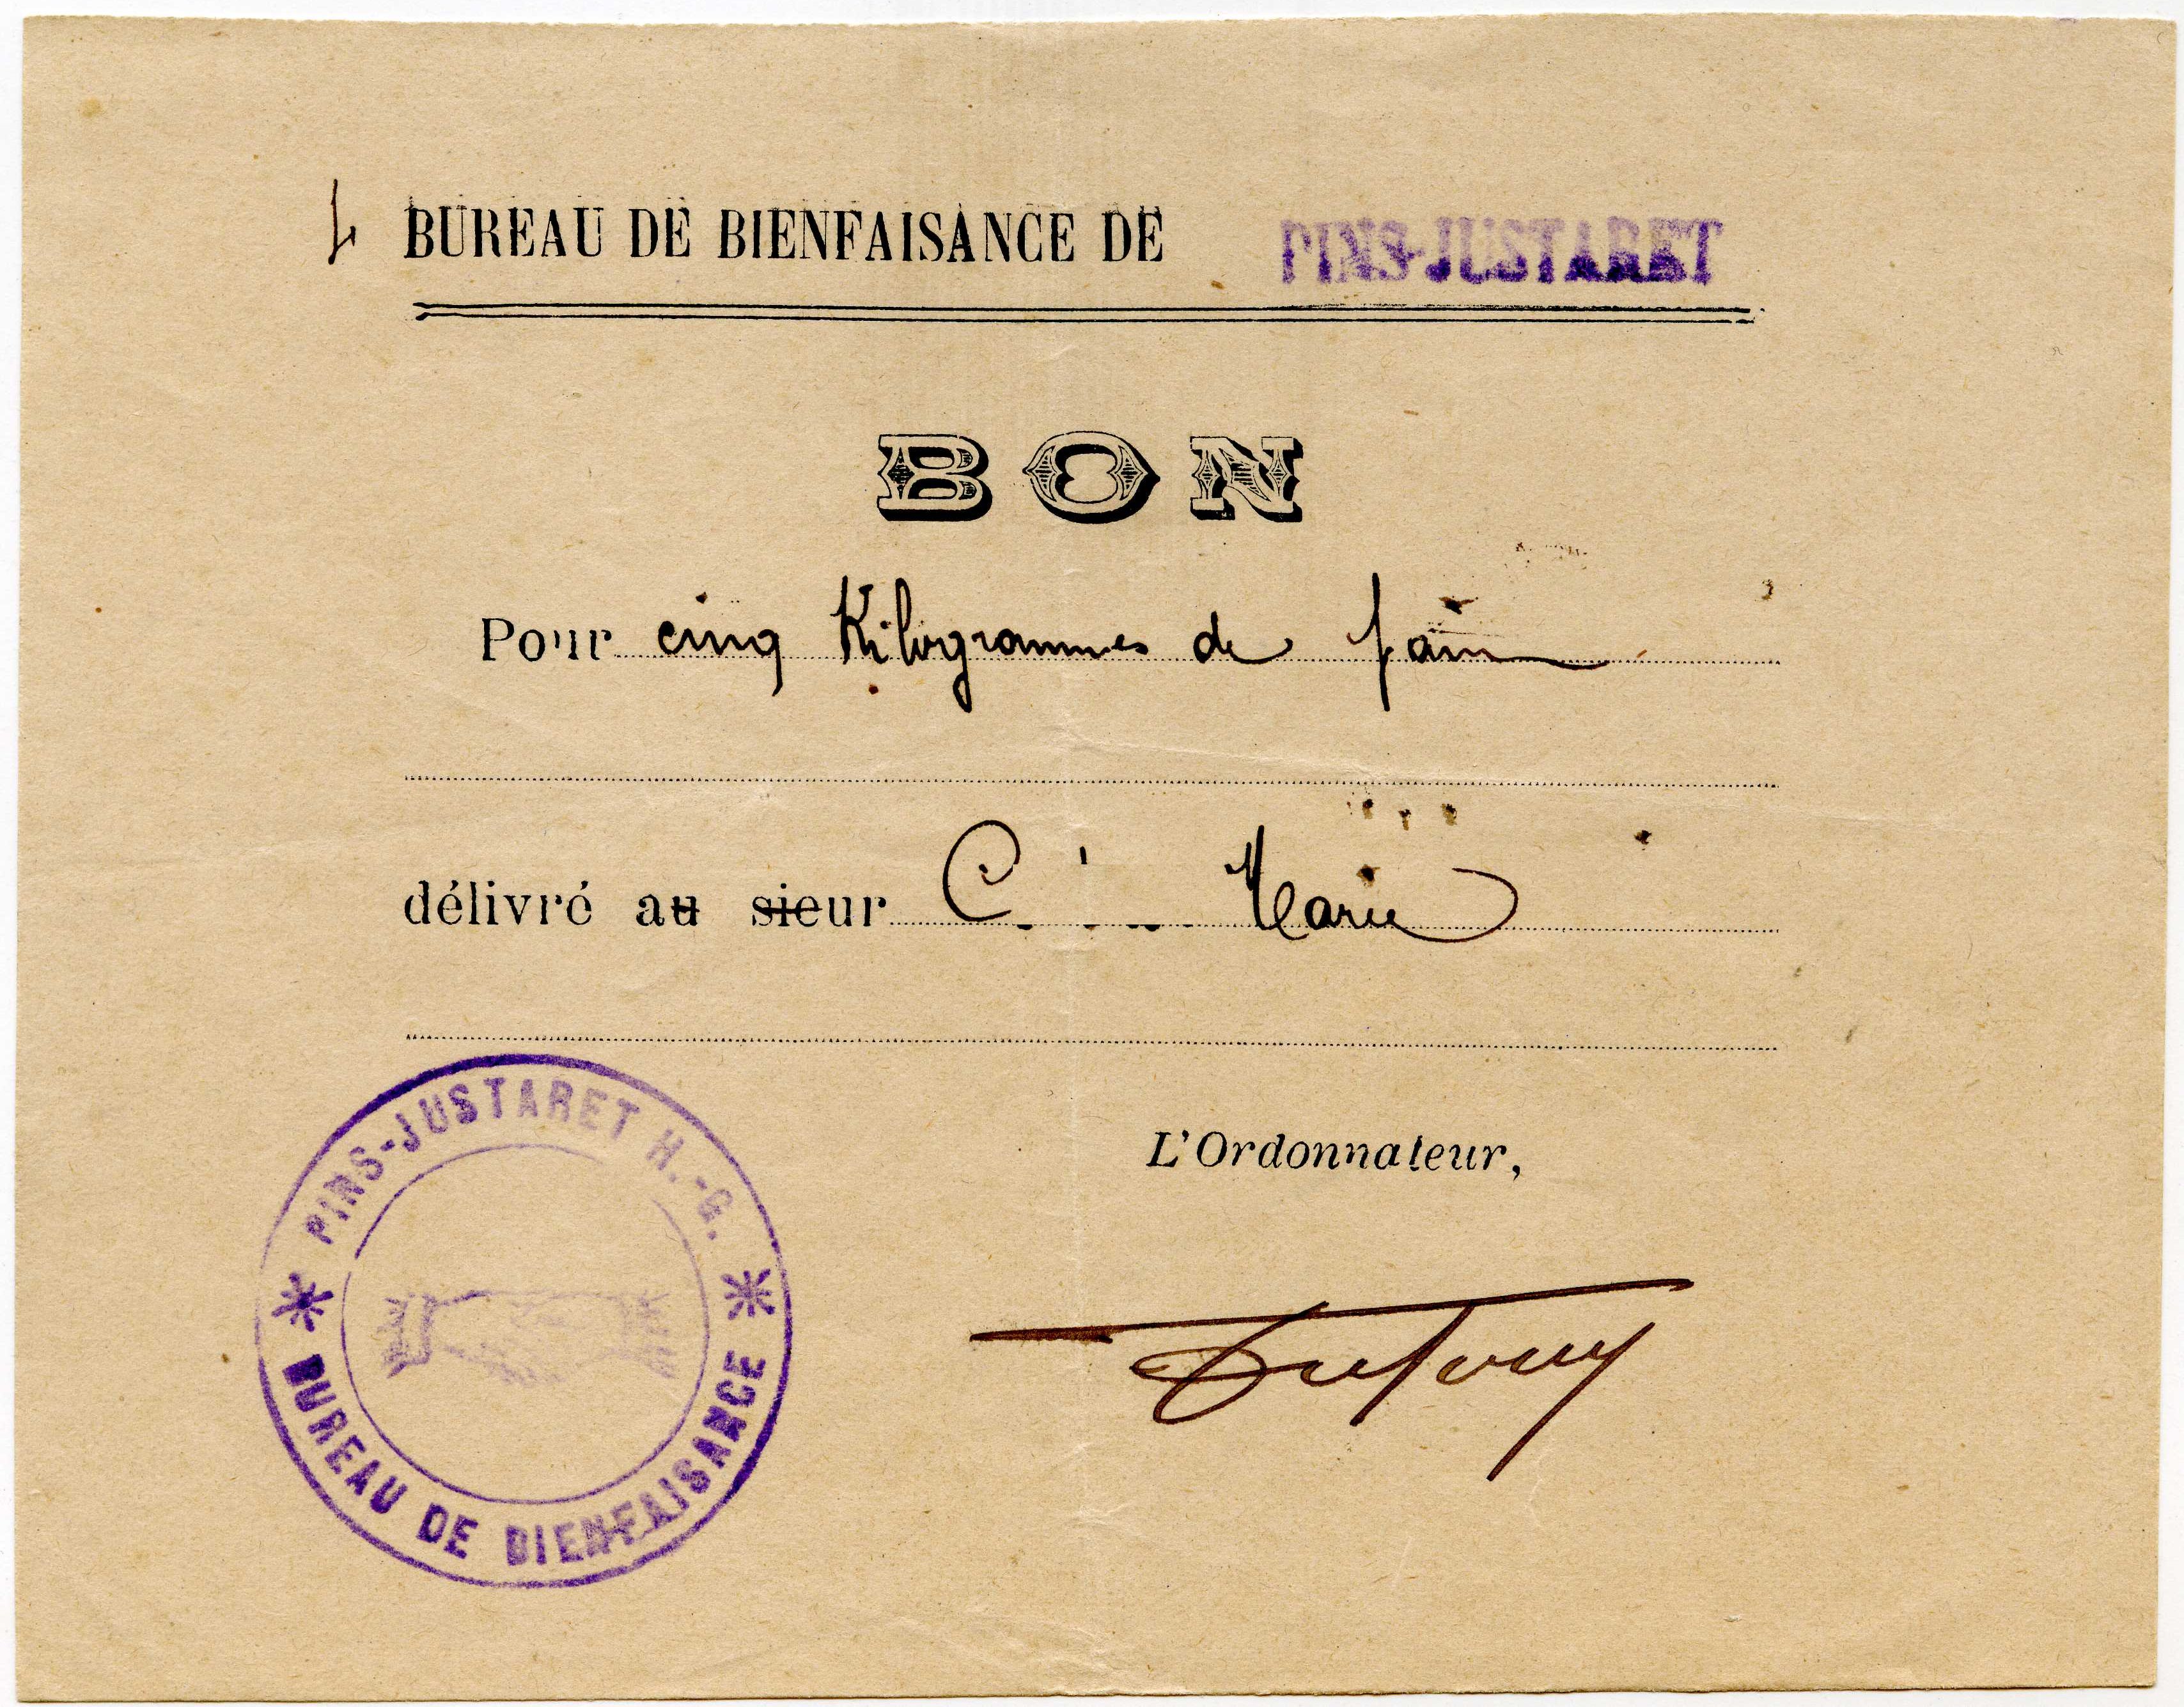 1 BUREAU DE BIENFAISANCE DE PINS-JUSTARET
BON
Pour cinq Kilogrammes de pain
délivré au sieur C Marie
L'Ordonnateur,
PINS-JUSTARET H.-G.
BUREAU DE BIENFAISANCE